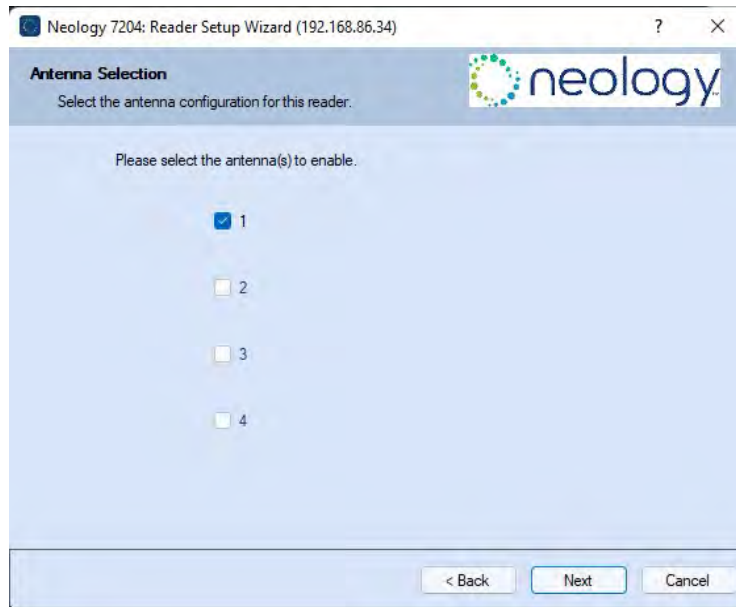 Neology 7204: Reader Setup Wizard (192.168.86.34)
?
Antenna Selection
neology
Select the antenna configuration for this reader.
Please select the antenna(s) to enable.
1
2
3
4
< Back
Next
Cancel